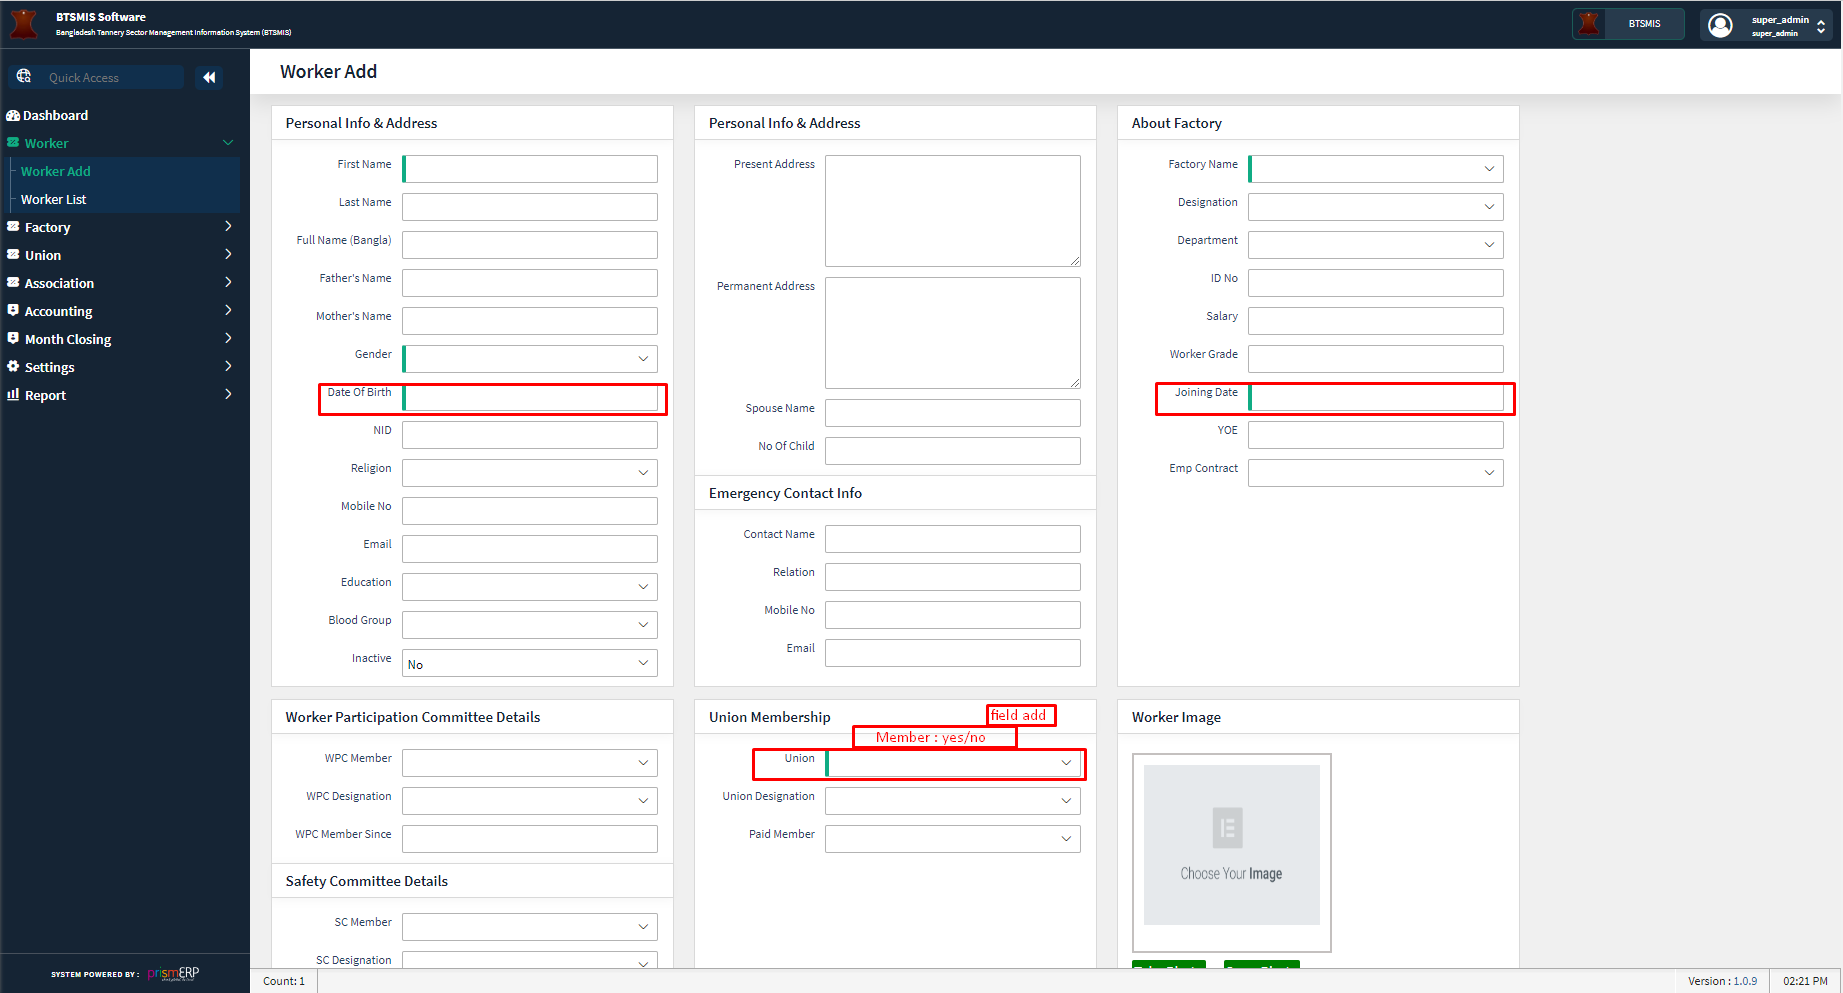 BTSMIS Software
Bangladesh Tannery Sector Management Information System (BTSMIS)
BTSMIS
super_admin
super_admin
Quick Access
Dashboard
Worker
Worker Add
Worker List
Factory
Union
Association
Accounting
Month Closing
Settings
Report
SYSTEM POWERED BY :
prismERP
Worker Add
Personal Info & Address
First Name
Last Name
Full Name (Bangla)
Father's Name
Mother's Name
Gender
Date Of Birth
NID
Religion
Mobile No
Email
Education
Blood Group
Inactive
No
Personal Info & Address
Present Address
Permanent Address
Spouse Name
No Of Child
Emergency Contact Info
Contact Name
Relation
Mobile No
Email
About Factory
Factory Name
Designation
Department
ID No
Salary
Worker Grade
Joining Date
YOE
Emp Contract
Worker Participation Committee Details
WPC Member
WPC Designation
WPC Member Since
Safety Committee Details
SC Member
SC Designation
Union Membership
field add
Member : yes/no
Union
Union Designation
Paid Member
Worker Image
Choose Your Image
Count: 1
Version : 1.0.9
02:21 PM